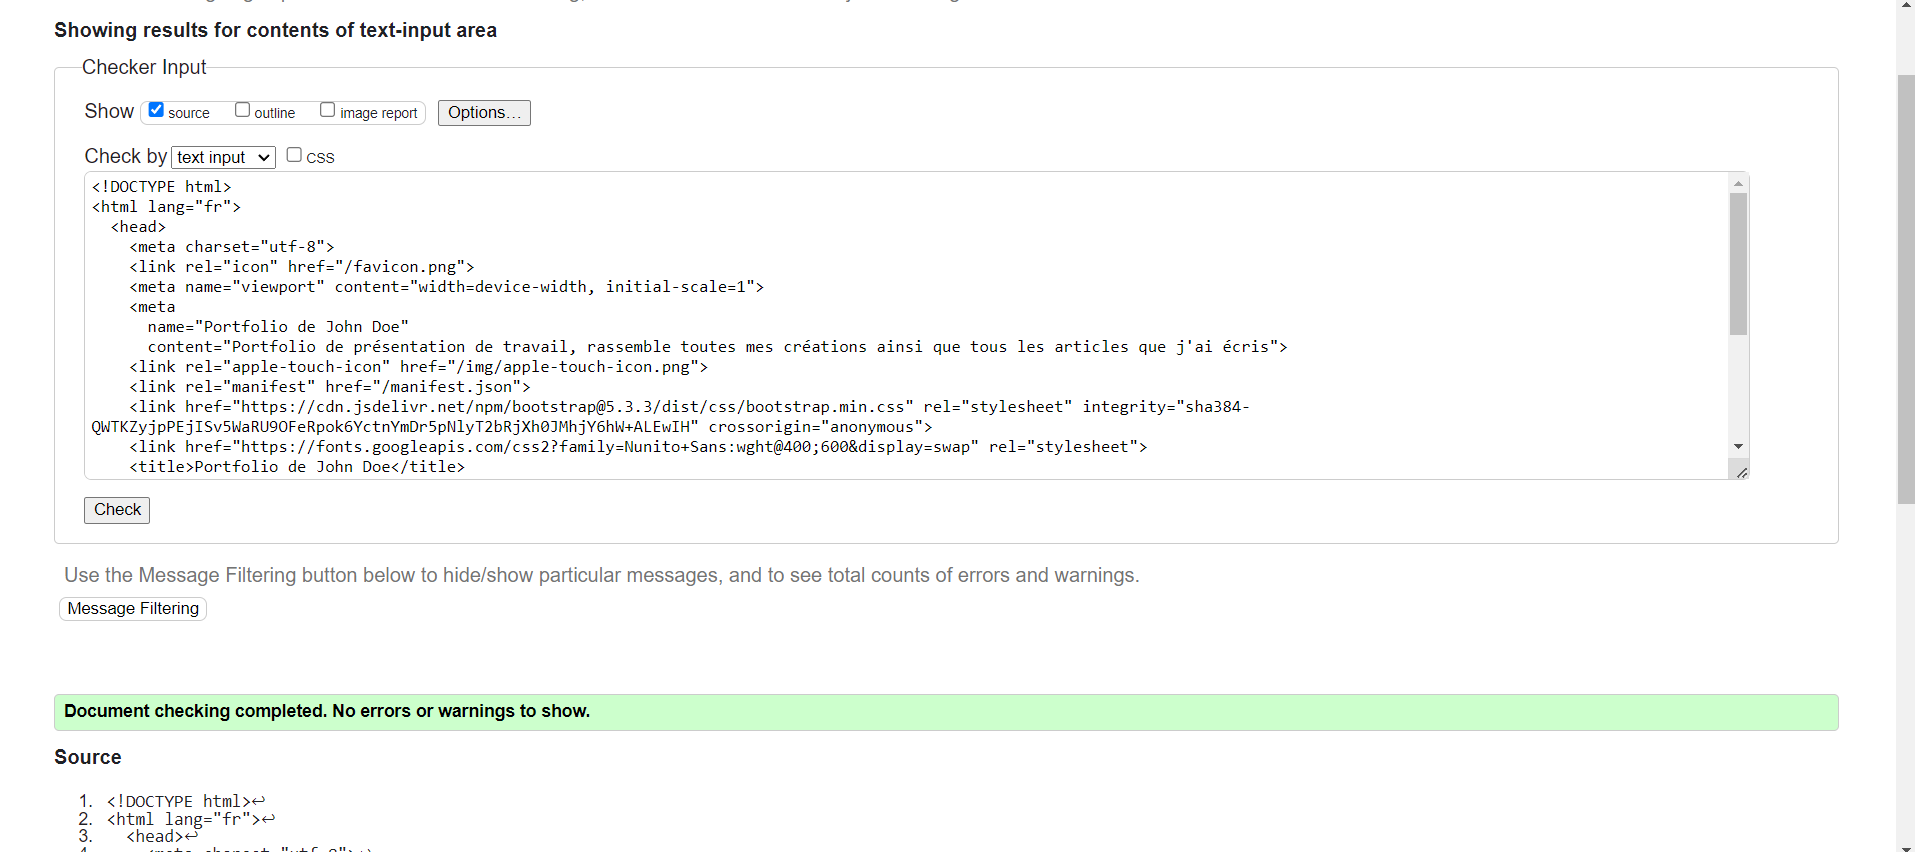 Showing results for contents of text-input area
Checker Input
Show source outline image report Options...
Check by text input CSS
<!DOCTYPE html>
<html lang="fr">
<head>
<meta charset="utf-8">
<link rel="icon" href="/favicon.png">
<meta name="viewport" content="width=device-width, initial-scale=1">
<meta
name="Portfolio de John Doe"
content="Portfolio de présentation de travail, rassemble toutes mes créations ainsi que tous les articles que j'ai écris">
<link rel="apple-touch-icon" href="/img/apple-touch-icon.png">
<link rel="manifest" href="/manifest.json">
<link href="https://cdn.jsdelivr.net/npm/bootstrap@5.3.3/dist/css/bootstrap.min.css" rel="stylesheet" integrity="sha384-
QWTKZyjpPEjISv5WaRU9OFeRpok6YctnYmDr5pNlyT2bRjXh0JMhjY6hW+ALEwIH" crossorigin="anonymous">
<link href="https://fonts.googleapis.com/css2?family=Nunito+Sans:wght@400;600&display=swap" rel="stylesheet">
<title>Portfolio de John Doe</title>
Check
Use the Message Filtering button below to hide/show particular messages, and to see total counts of errors and warnings.
Message Filtering
Document checking completed. No errors or warnings to show.
Source
1. <!DOCTYPE html>↩
2. <html lang="fr">↩
3. <head>↩